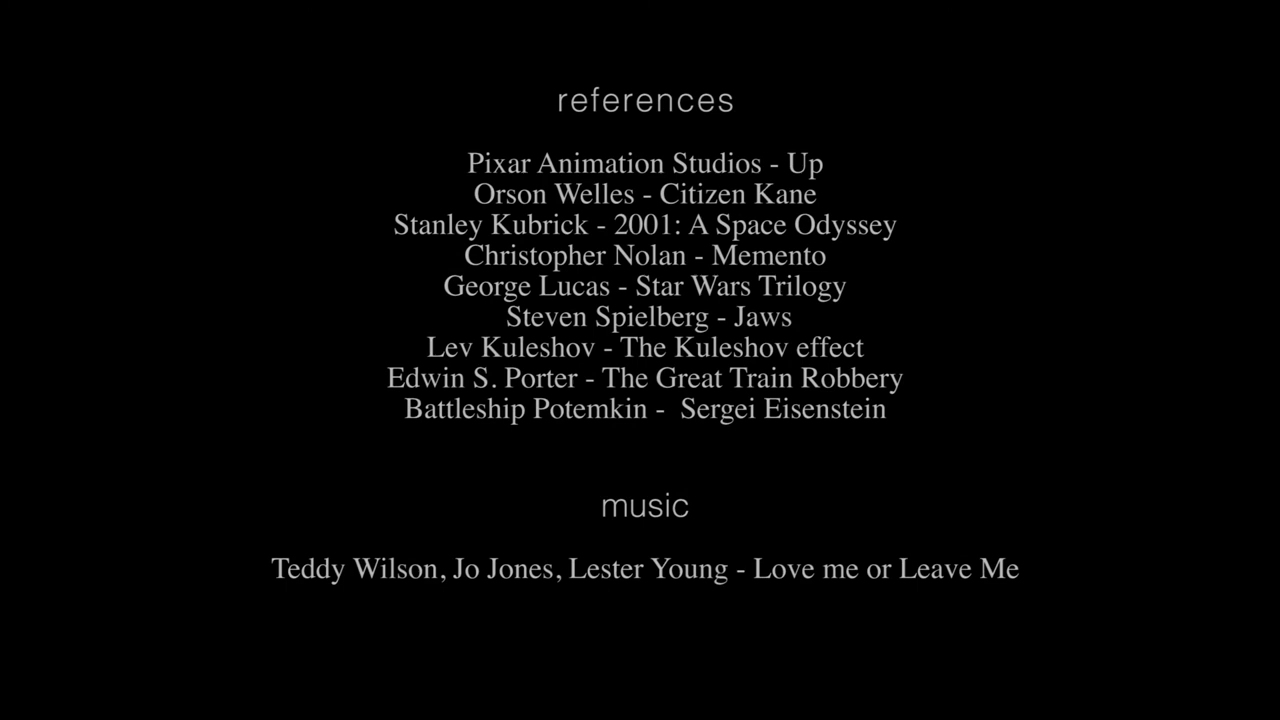 references
Pixar Animation Studios - Up
Orson Welles - Citizen Kane
Stanley Kubrick - 2001: A Space Odyssey
Christopher Nolan - Memento
George Lucas - Star Wars Trilogy
Steven Spielberg - Jaws
Lev Kuleshov - The Kuleshov effect
Edwin S. Porter - The Great Train Robbery
Battleship Potemkin -  Sergei Eisenstein
music
Teddy Wilson, Jo Jones, Lester Young - Love me or Leave Me